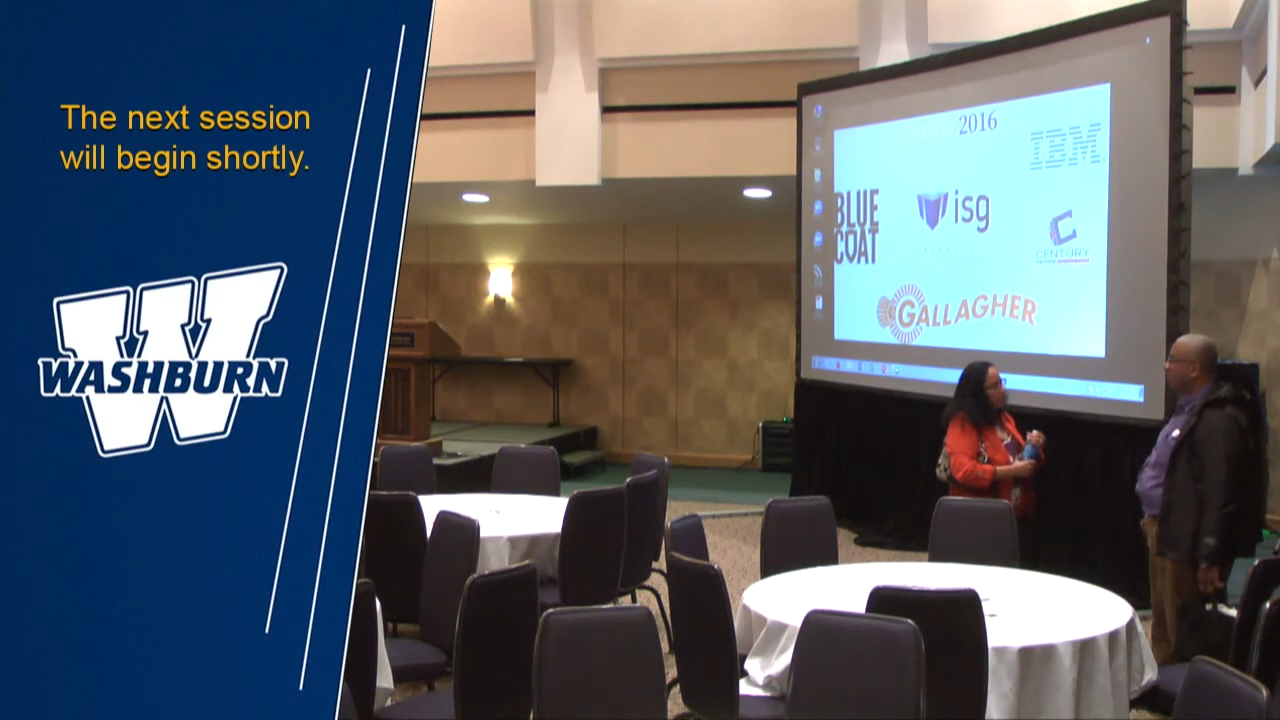 The next session
will begin shortly.
WASHBURN
2016
IBM
BLUE
COAT
isg
CENTURY
GALLAGHER